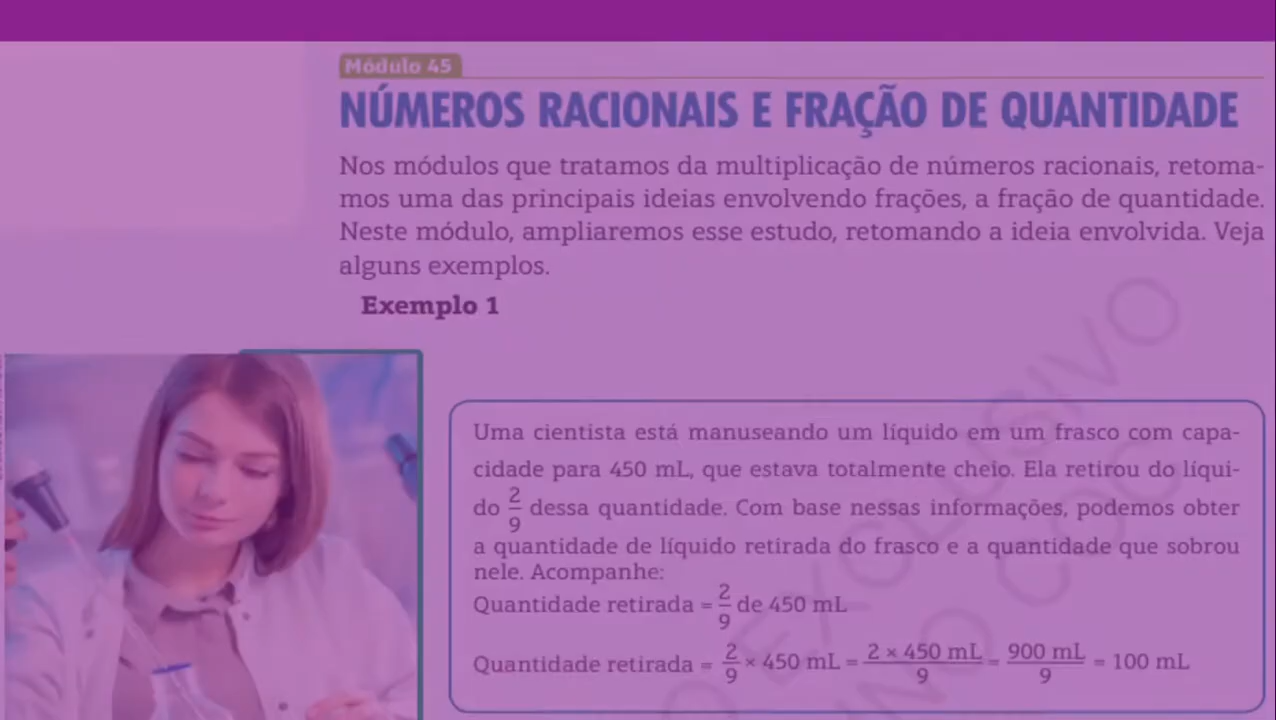 Módulo 45
NÚMEROS RACIONAIS E FRAÇÃO DE QUANTIDADE
Nos módulos que tratamos da multiplicação de números racionais, retoma-
mos uma das principais ideias envolvendo frações, a fração de quantidade.
Neste módulo, ampliaremos esse estudo, retomando a ideia envolvida. Veja
alguns exemplos.
Exemplo 1
Uma cientista está manuseando um líquido em um frasco com capa-
cidade para 450 mL, que estava totalmente cheio. Ela retirou do líqui-
do 2/9 dessa quantidade. Com base nessas informações, podemos obter
a quantidade de líquido retirada do frasco e a quantidade que sobrou
nele. Acompanhe:
Quantidade retirada = 2/9 de 450 mL
Quantidade retirada = 2/9 × 450 mL = 2 × 450 mL/9 = 900 mL/9 = 100 mL
EXCLUSIVO